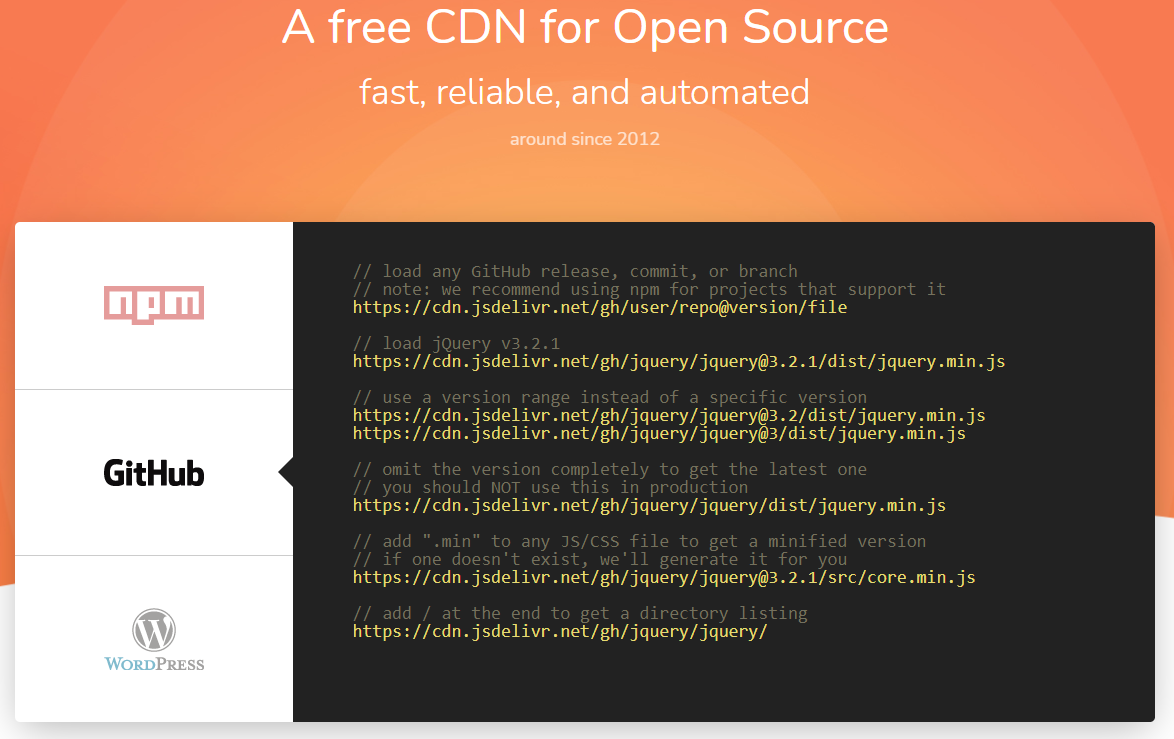 A free CDN for Open Source
fast, reliable, and automated
around since 2012
npm
GitHub
WORDPRESS
// load any GitHub release, commit, or branch
// note: we recommend using npm for projects that support it
https://cdn.jsdelivr.net/gh/user/repo@version/file
// load jQuery v3.2.1
https://cdn.jsdelivr.net/gh/jquery/jquery@3.2.1/dist/jquery.min.js
// use a version range instead of a specific version
https://cdn.jsdelivr.net/gh/jquery/jquery@3.2/dist/jquery.min.js
https://cdn.jsdelivr.net/gh/jquery/jquery@3/dist/jquery.min.js
// omit the version completely to get the latest one
// you should NOT use this in production
https://cdn.jsdelivr.net/gh/jquery/jquery/dist/jquery.min.js
// add ".min" to any JS/CSS file to get a minified version
// if one doesn't exist, we'll generate it for you
https://cdn.jsdelivr.net/gh/jquery/jquery@3.2.1/src/core.min.js
// add / at the end to get a directory listing
https://cdn.jsdelivr.net/gh/jquery/jquery/